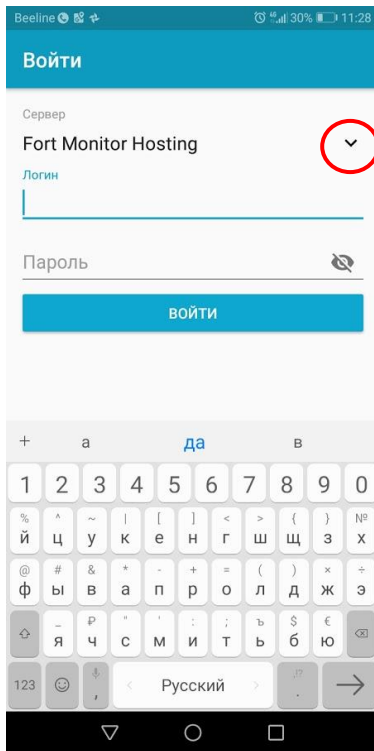 Beeline 4G 30% 11:28
Войти
Сервер
Fort Monitor Hosting
Логин
Пароль
ВОЙТИ
+ а да в
1 2 3 4 5 6 7 8 9 0
% ^ ~ | [ ] < > { } №
й ц у к е н г ш щ з х
@ # & * - + = ( ) × ÷
ф ы в а п р о л д ж э
_ ₽ " ' : ; ъ $ €
я ч с м и т ь б ю
123 , Русский !? .